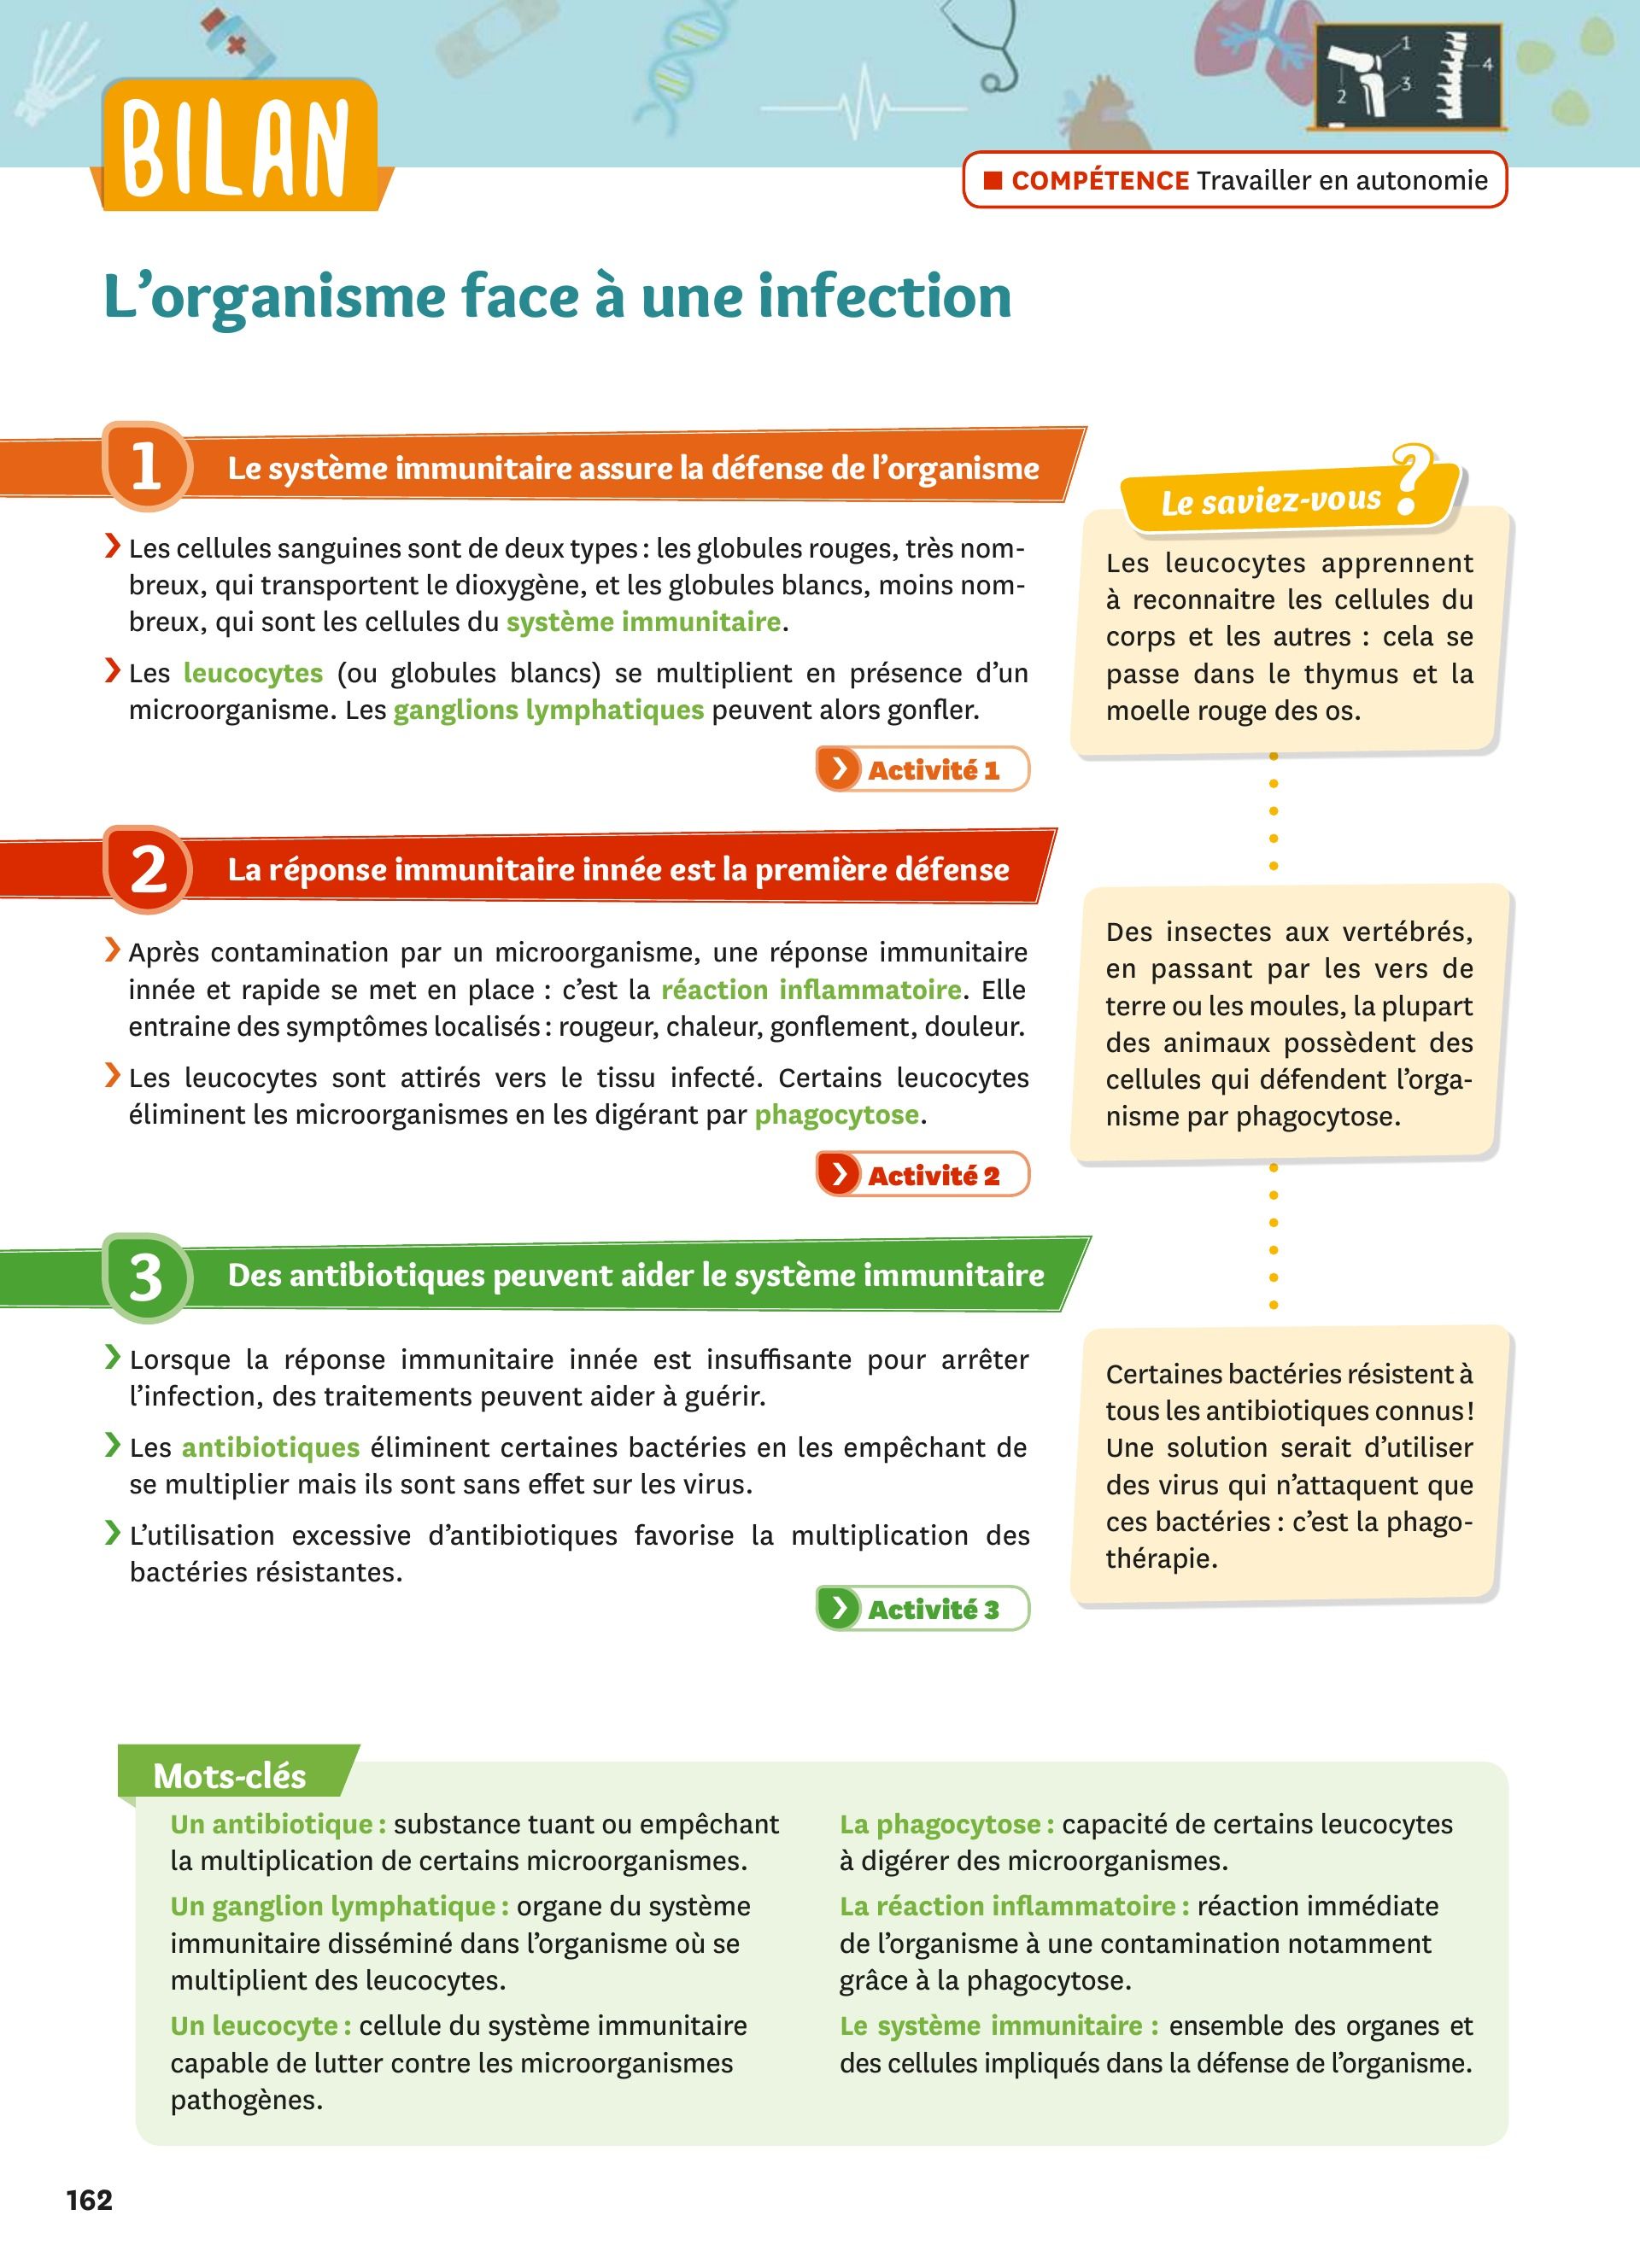 BILAN
1
2
3
4
■ COMPÉTENCE Travailler en autonomie
L’organisme face à une infection
1 Le système immunitaire assure la défense de l’organisme
❯ Les cellules sanguines sont de deux types : les globules rouges, très nom-
breux, qui transportent le dioxygène, et les globules blancs, moins nom-
breux, qui sont les cellules du système immunitaire.
❯ Les leucocytes (ou globules blancs) se multiplient en présence d’un
microorganisme. Les ganglions lymphatiques peuvent alors gonfler.
❯ Activité 1
Le saviez-vous ?
Les leucocytes apprennent
à reconnaitre les cellules du
corps et les autres : cela se
passe dans le thymus et la
moelle rouge des os.
2 La réponse immunitaire innée est la première défense
❯ Après contamination par un microorganisme, une réponse immunitaire
innée et rapide se met en place : c’est la réaction inflammatoire. Elle
entraine des symptômes localisés : rougeur, chaleur, gonflement, douleur.
❯ Les leucocytes sont attirés vers le tissu infecté. Certains leucocytes
éliminent les microorganismes en les digérant par phagocytose.
❯ Activité 2
Des insectes aux vertébrés,
en passant par les vers de
terre ou les moules, la plupart
des animaux possèdent des
cellules qui défendent l’orga-
nisme par phagocytose.
3 Des antibiotiques peuvent aider le système immunitaire
❯ Lorsque la réponse immunitaire innée est insuffisante pour arrêter
l’infection, des traitements peuvent aider à guérir.
❯ Les antibiotiques éliminent certaines bactéries en les empêchant de
se multiplier mais ils sont sans effet sur les virus.
❯ L’utilisation excessive d’antibiotiques favorise la multiplication des
bactéries résistantes.
❯ Activité 3
Certaines bactéries résistent à
tous les antibiotiques connus !
Une solution serait d’utiliser
des virus qui n’attaquent que
ces bactéries : c’est la phago-
thérapie.
Mots-clés
Un antibiotique : substance tuant ou empêchant
la multiplication de certains microorganismes.
Un ganglion lymphatique : organe du système
immunitaire disséminé dans l’organisme où se
multiplient des leucocytes.
Un leucocyte : cellule du système immunitaire
capable de lutter contre les microorganismes
pathogènes.
La phagocytose : capacité de certains leucocytes
à digérer des microorganismes.
La réaction inflammatoire : réaction immédiate
de l’organisme à une contamination notamment
grâce à la phagocytose.
Le système immunitaire : ensemble des organes et
des cellules impliqués dans la défense de l’organisme.
162